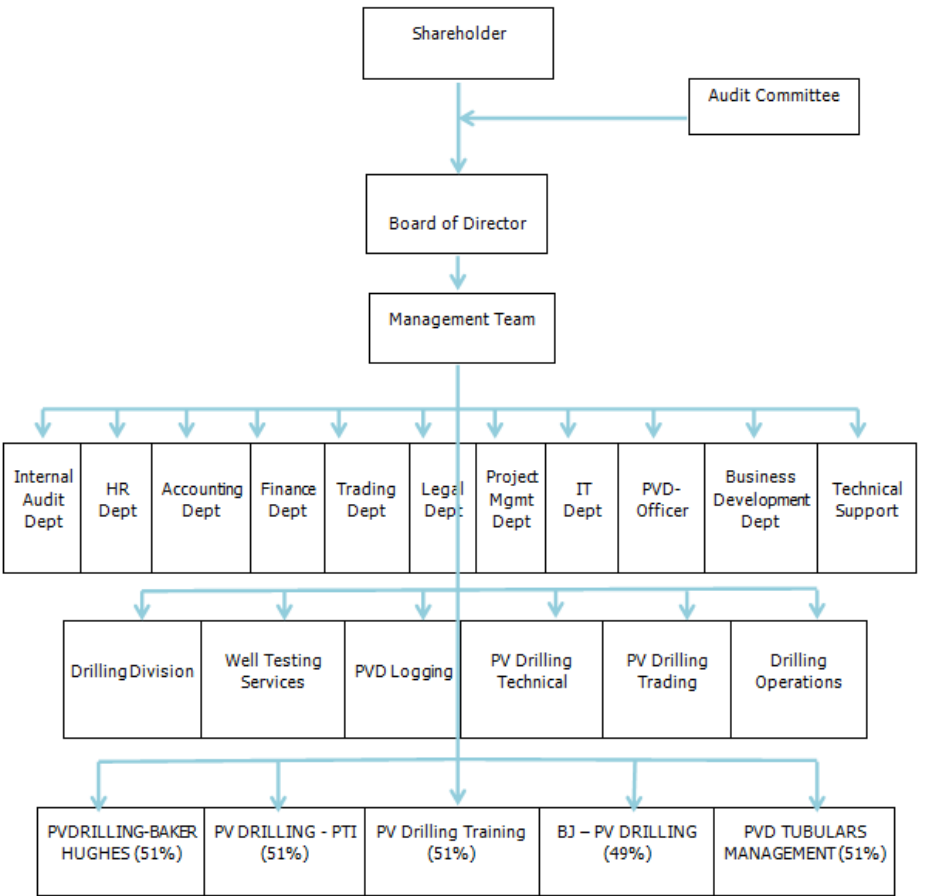 Shareholder
Audit Committee
Board of Director
Management Team
Internal
Audit
Dept
HR
Dept
Accounting
Dept
Finance
Dept
Trading
Dept
Legal
Dept
Project
Mgmt
Dept
IT
Dept
PVD-
Officer
Business
Development
Dept
Technical
Support
Drilling Division
Well Testing
Services
PVD Logging
PV Drilling
Technical
PV Drilling
Trading
Drilling
Operations
PVDRILLING-BAKER
HUGHES (51%)
PV DRILLING - PTI
(51%)
PV Drilling Training
(51%)
BJ – PV DRILLING
(49%)
PVD TUBULARS
MANAGEMENT (51%)